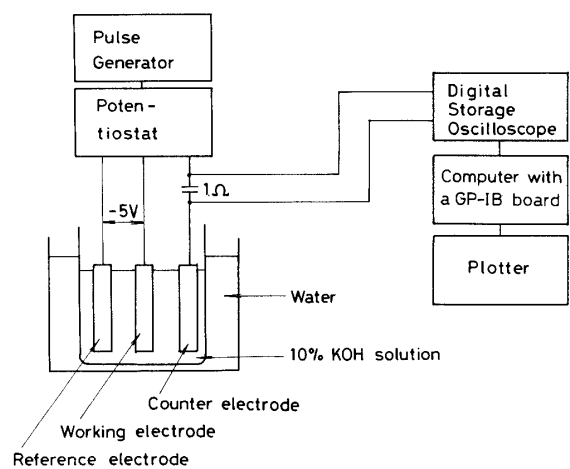 Pulse
Generator
Poten-
tiostat
Digital
Storage
Oscilloscope
1Ω
Computer with
a GP-IB board
-5V
Plotter
Water
10% KOH solution
Counter electrode
Working electrode
Reference electrode